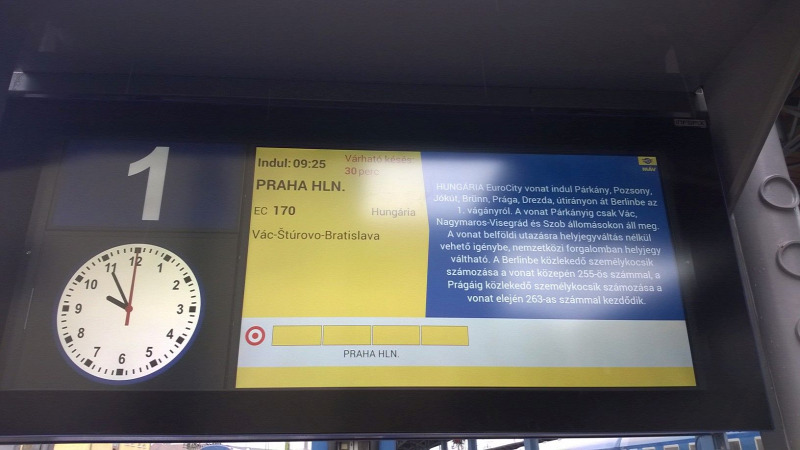 1
12
1
2
3
4
5
6
7
8
9
10
11
Indul: 09:25
Várható késés
30 perc
PRAHA HLN.
EC 170
Hungária
Vác-Štúrovo-Bratislava
MÁV
HUNGÁRIA EuroCity vonat indul Párkány, Pozsony,
Jókút, Brünn, Prága, Drezda, útirányon át Berlinbe az
1. vágányról. A vonat Párkányig csak Vác,
Nagymaros-Visegrád és Szob állomásokon áll meg.
A vonat belföldi utazásra helyjegyváltás nélkül
vehető igénybe, nemzetközi forgalomban helyjegy
váltható. A Berlinbe közlekedő személykocsik
számozása a vonat közepén 255-ös számmal, a
Prágáig közlekedő személykocsik számozása a
vonat elején 263-as számmal kezdődik.
PRAHA HLN.